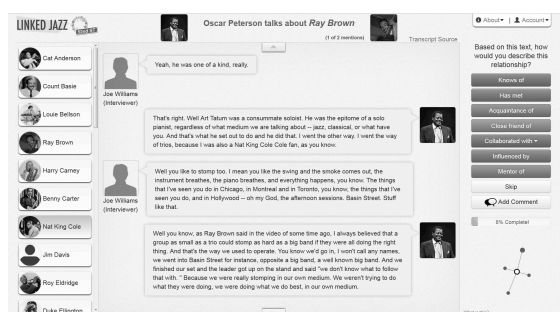 LINKED JAZZ
Oscar Peterson talks about Ray Brown
(1 of 2 mentions)
Transcript Source
About
Account
Cat Anderson
Count Basie
Louie Bellson
Ray Brown
Harry Carney
Benny Carter
Nat King Cole
Jim Davis
Roy Eldridge
Duke Ellington
Yeah, he was one of a kind, really.
Joe Williams
(Interviewer)
That's right. Well Art Tatum was a consummate soloist. He was the epitome of a solo
pianist, regardless of what medium we are talking about -- jazz, classical, or what have
you. And that's what he set out to do and he did that. I went the other way. I went the way
of trios, because I was also a Nat King Cole fan, as you know.
Joe Williams
(Interviewer)
Well you like to stomp too. I mean you like the swing and the smoke comes out, the
instrument breathes, the piano breathes, and everything happens, you know. The things
that I've seen you do in Chicago, in Montreal and in Toronto, you know, the things that I've
seen you do, and in Hollywood -- oh my God, the afternoon sessions. Basin Street. Stuff
like that.
Well you know, as Ray Brown said in the video of some time ago, I always believed that a
group as small as a trio could stomp as hard as a big band if they were all doing the right
thing. And that's the way we used to operate. You know we'd go in, I won't call any names,
we went into Basin Street for instance, opposite a big band, a well known big band. And we
finished our set and the leader got up on the stand and said "we don't know what to follow
that with. " Because we were really stomping in our own medium. We weren't trying to do
what they were doing, we were doing what we do best, in our own medium.
Based on this text, how
would you describe this
relationship?
Knows of
Has met
Acquaintance of
Close friend of
Collaborated with
Influenced by
Mentor of
Skip
Add Comment
8% Complete!